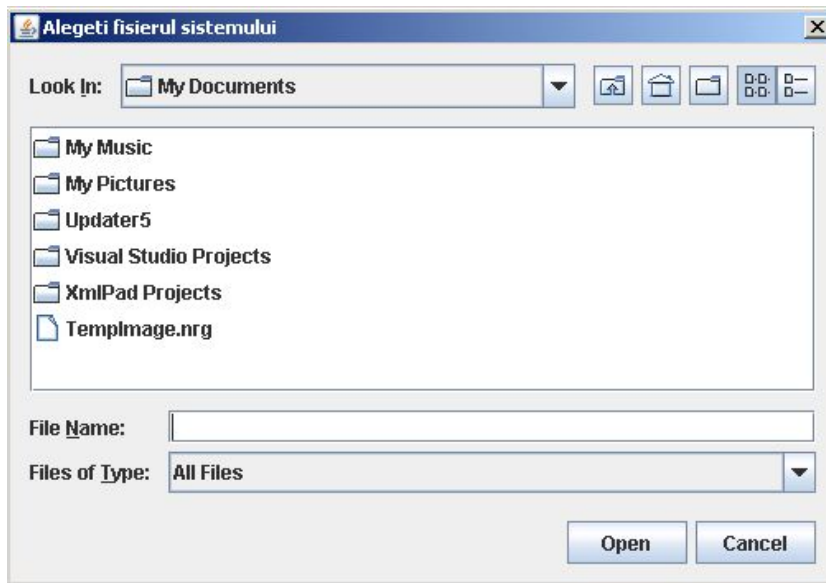 Alegeti fisierul sistemului
Look In: My Documents
My Music
My Pictures
Updater5
Visual Studio Projects
XmlPad Projects
TempImage.nrg
File Name:
Files of Type: All Files
Open Cancel